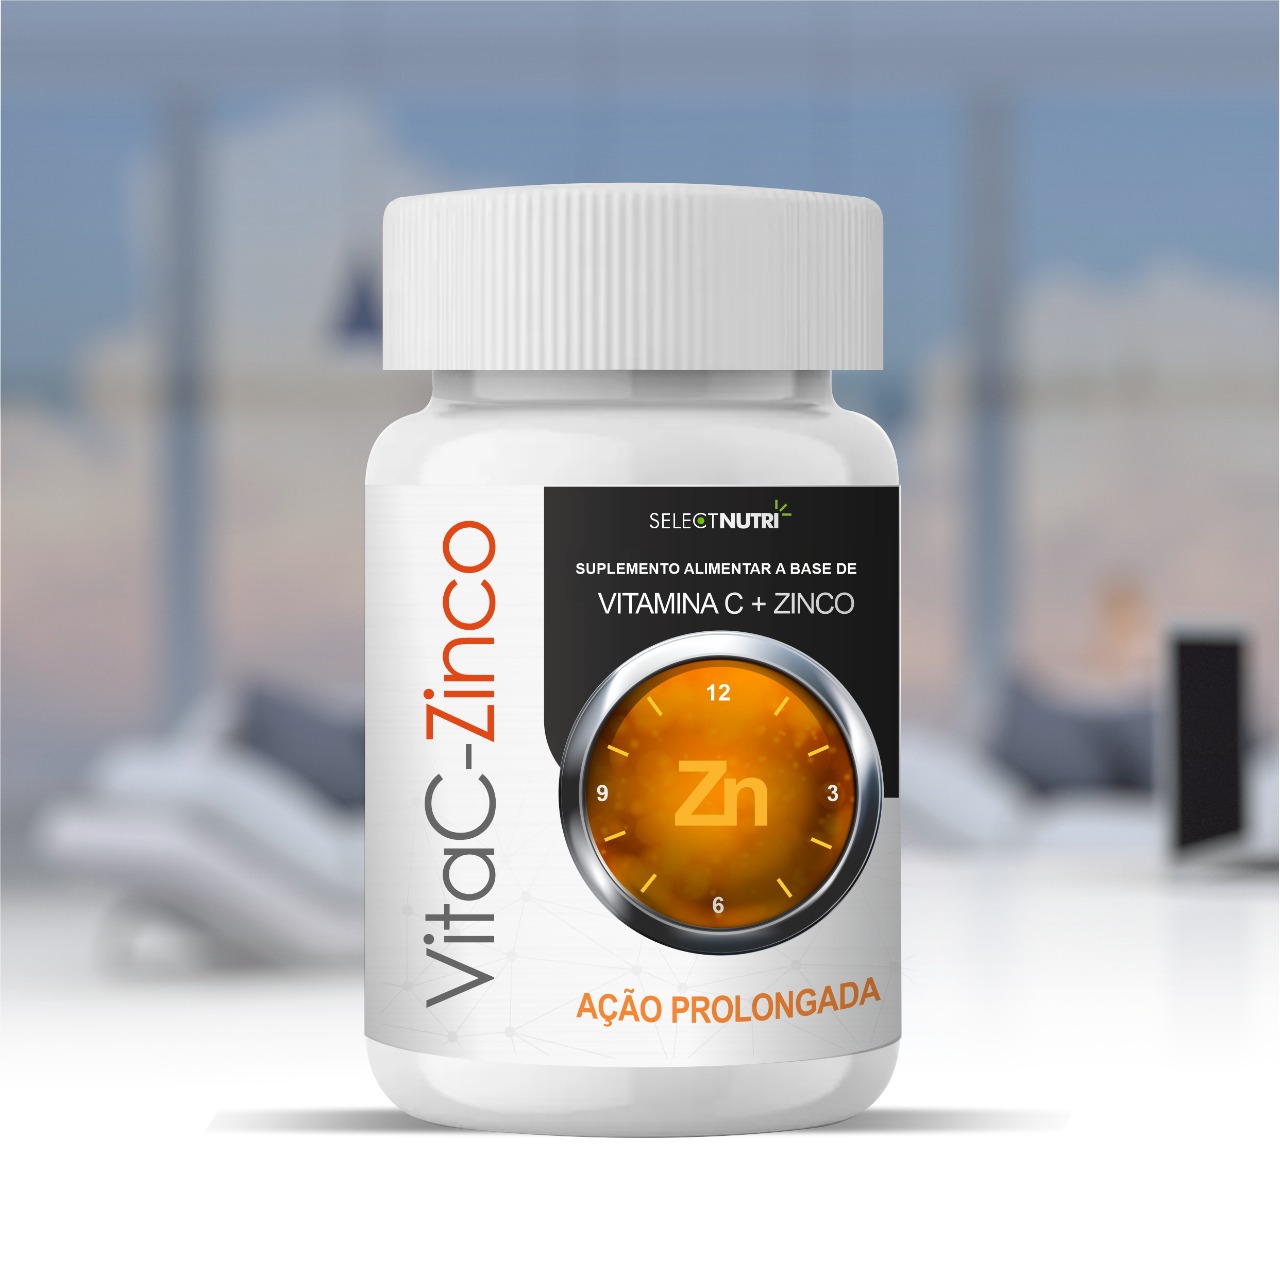 SELECTNUTRI
SUPLEMENTO ALIMENTAR A BASE DE
VITAMINA C + ZINCO
VitaC-Zinco
12
9
Zn
3
6
AÇÃO PROLONGADA